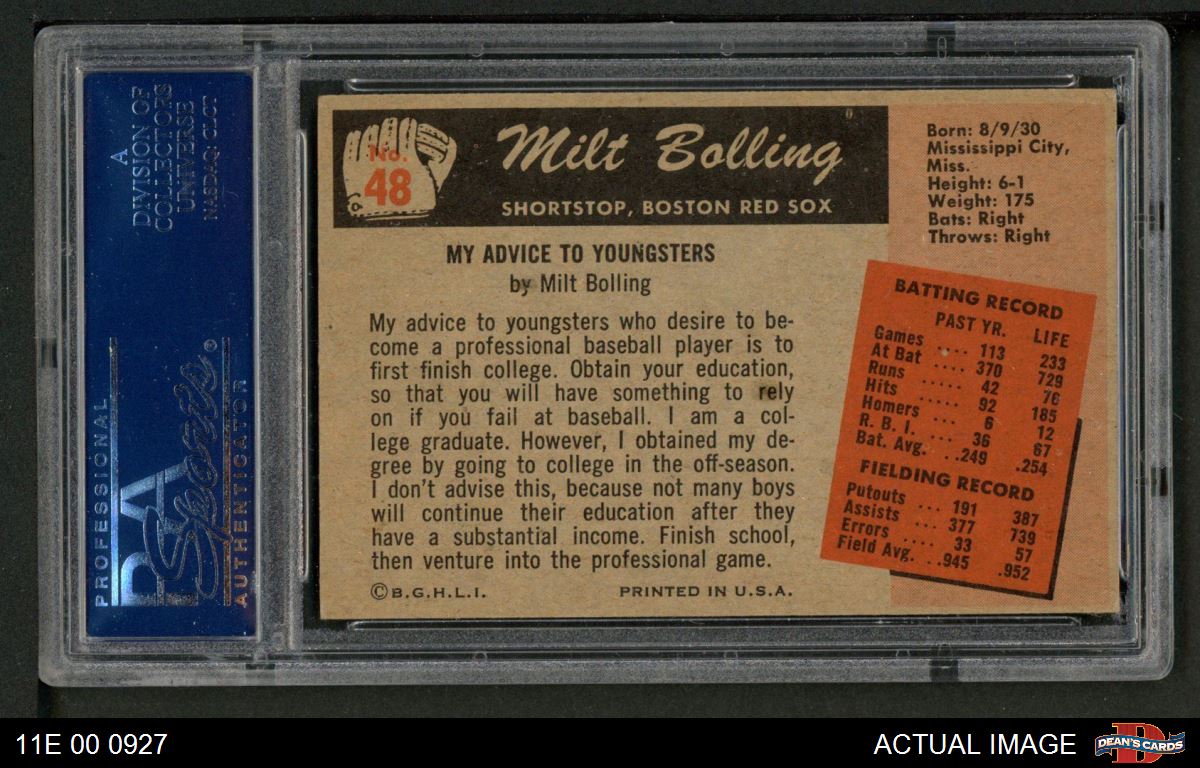 A
DIVISION OF
COLLECTORS
UNIVERSE
NASDAQ: CLCT
PROFESSIONAL
PSA
Sports®
AUTHENTICATOR
No.
48
Milt Bolling
SHORTSTOP, BOSTON RED SOX
MY ADVICE TO YOUNGSTERS
by Milt Bolling
My advice to youngsters who desire to be-
come a professional baseball player is to
first finish college. Obtain your education,
so that you will have something to rely
on if you fail at baseball. I am a col-
lege graduate. However, I obtained my de-
gree by going to college in the off-season.
I don't advise this, because not many boys
will continue their education after they
have a substantial income. Finish school,
then venture into the professional game.
©B.G.H.L.I. PRINTED IN U.S.A.
Born: 8/9/30
Mississippi City,
Miss.
Height: 6-1
Weight: 175
Bats: Right
Throws: Right
BATTING RECORD
PAST YR. LIFE
Games .... 113 233
At Bat .... 370 729
Runs ..... 42 76
Hits ..... 92 185
Homers ..... 6 12
R. B. I. ... 36 67
Bat. Avg. ..249 .254
FIELDING RECORD
Putouts ... 191 387
Assists ... 377 739
Errors .... 33 57
Field Avg. ..945 .952
11E 00 0927
ACTUAL IMAGE
D
DEAN'S CARDS